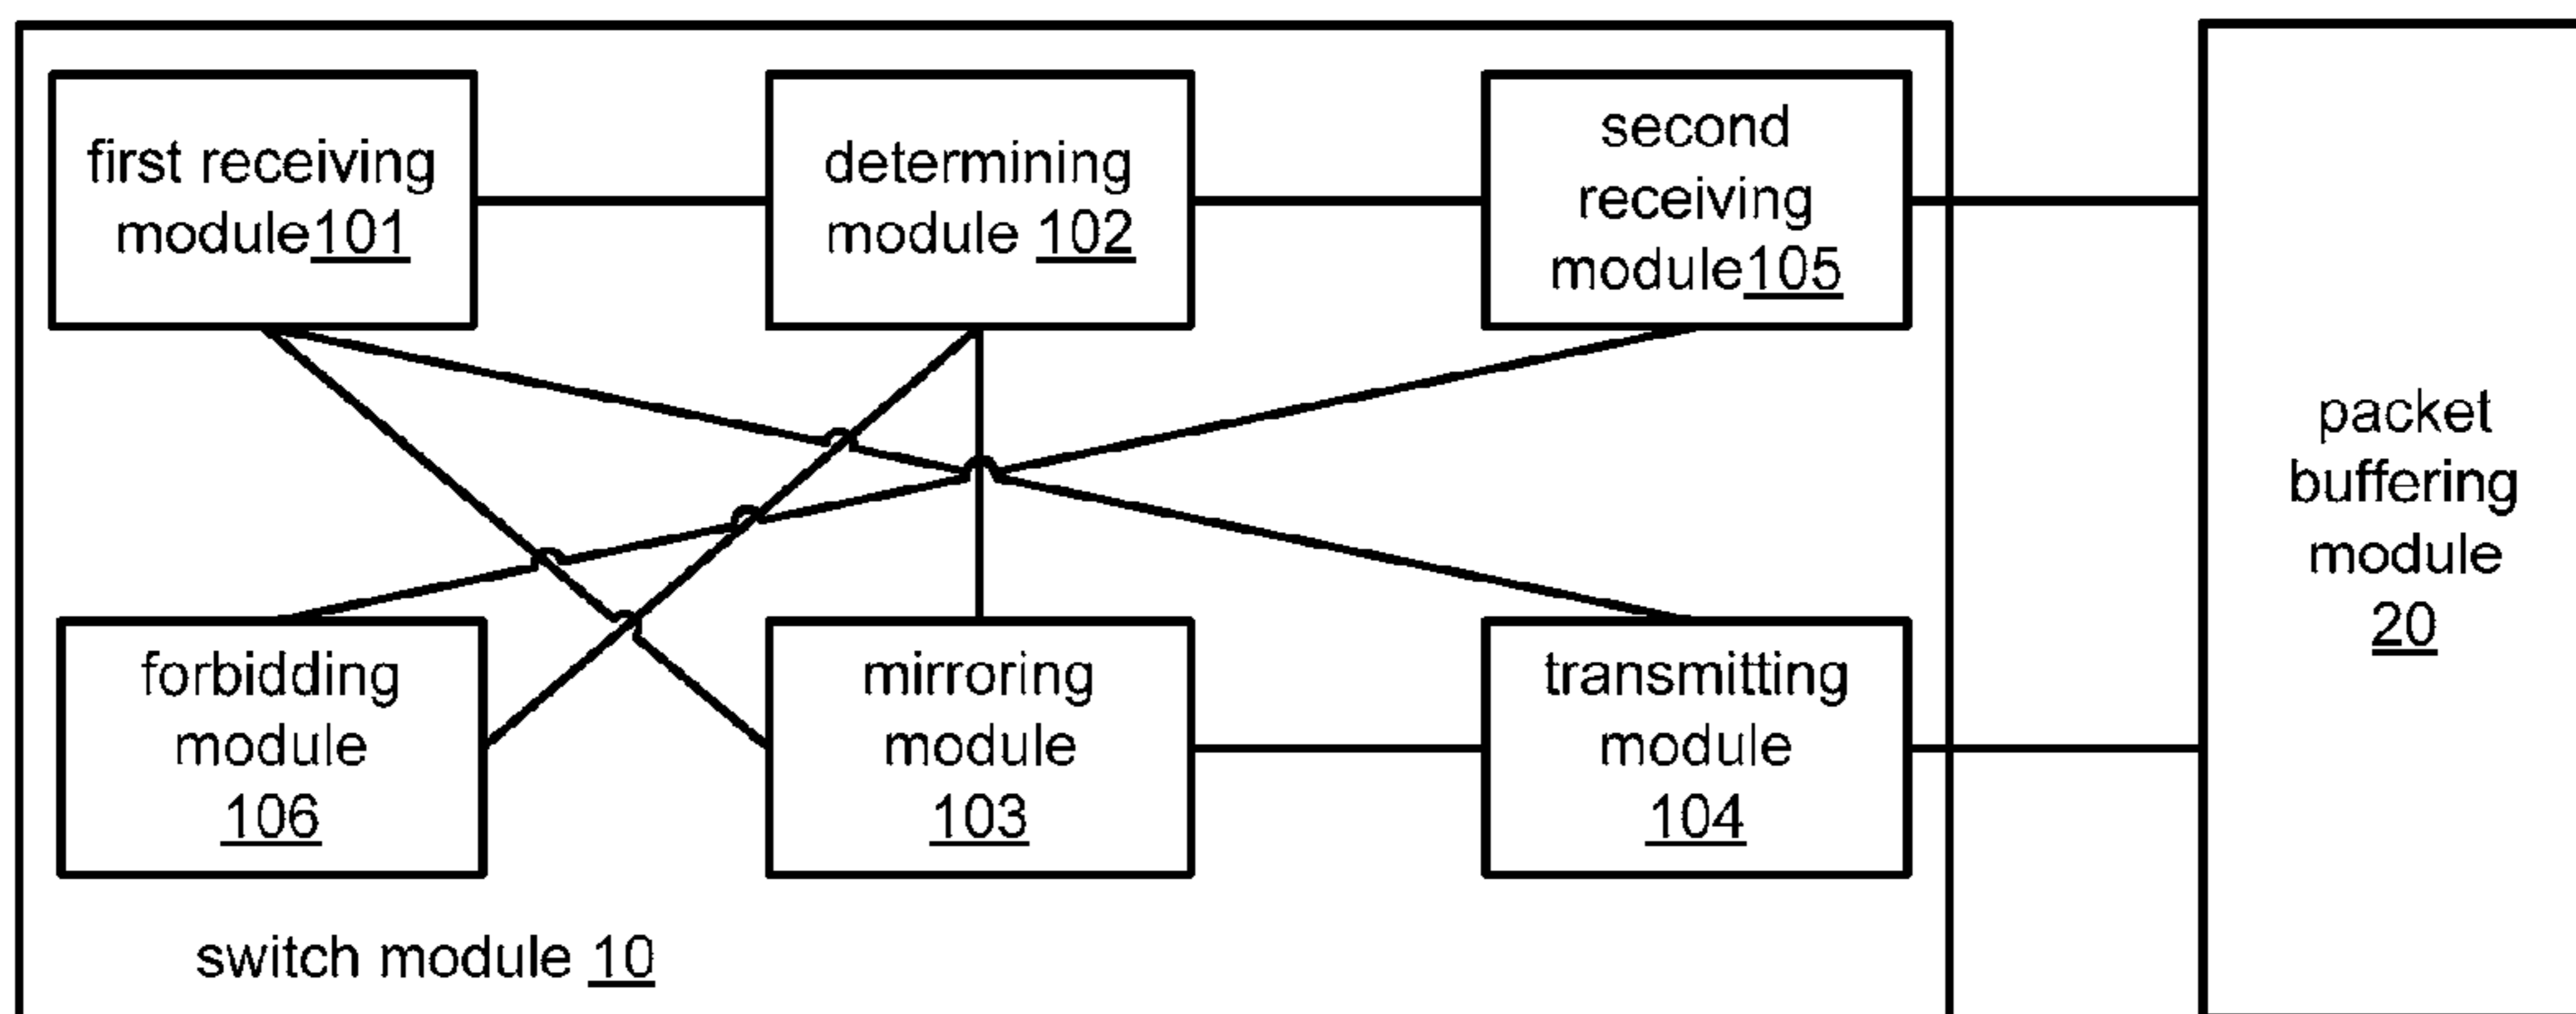 first receiving
module101
determining
module 102
second
receiving
module105
packet
buffering
module
20
forbidding
module
106
mirroring
module
103
transmitting
module
104
switch module 10